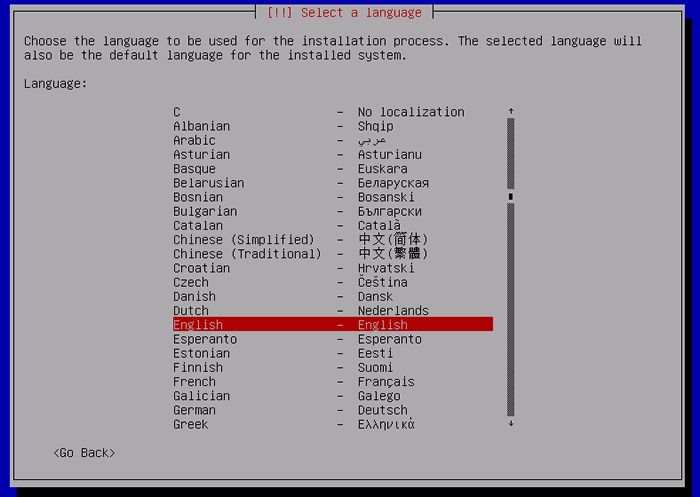 [!!] Select a language
Choose the language to be used for the installation process. The selected language will
also be the default language for the installed system.
Language:
C - No localization
Albanian - Shqip
Arabic - عربي
Asturian - Asturianu
Basque - Euskara
Belarusian - Беларуская
Bosnian - Bosanski
Bulgarian - Български
Catalan - Català
Chinese (Simplified) - 中文(简体)
Chinese (Traditional) - 中文(繁體)
Croatian - Hrvatski
Czech - Čeština
Danish - Dansk
Dutch - Nederlands
English - English
Esperanto - Esperanto
Estonian - Eesti
Finnish - Suomi
French - Français
Galician - Galego
German - Deutsch
Greek - Ελληνικά
<Go Back>